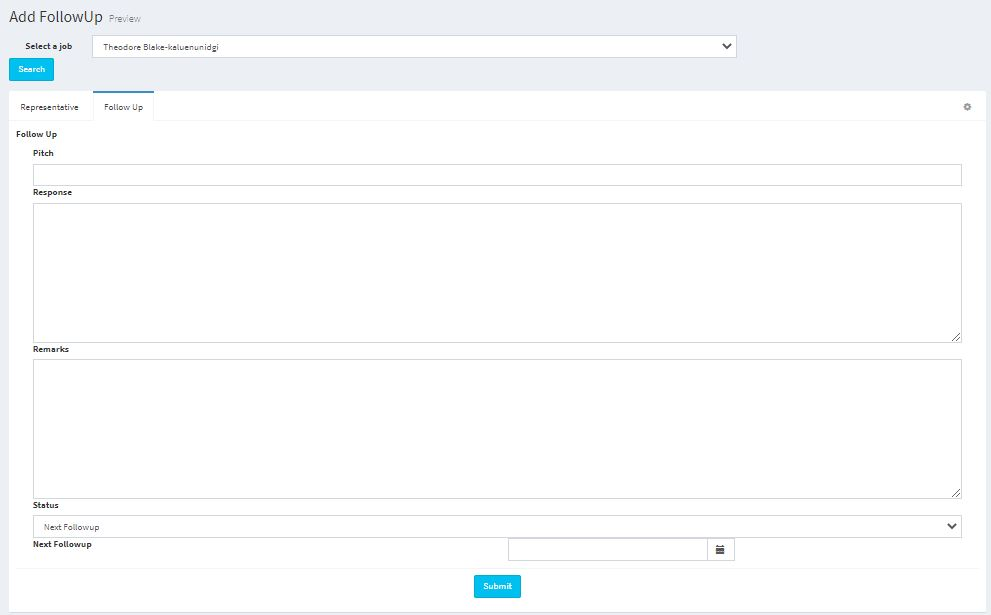 Add FollowUp Preview
Select a job Theodore Blake-kaluenunidgi
Search
Representative Follow Up
Follow Up
Pitch
Response
Remarks
Status
Next Followup
Next Followup
Submit